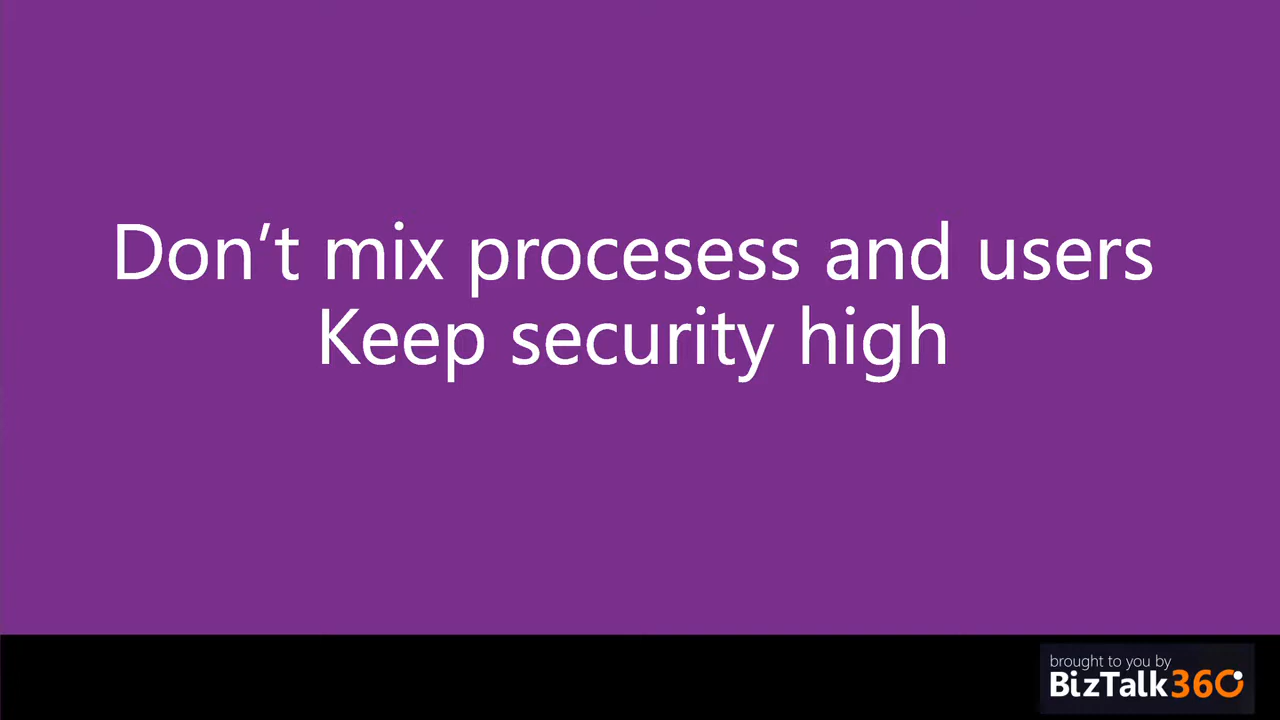 Don’t mix procesess and users
Keep security high
brought to you by
BizTalk360